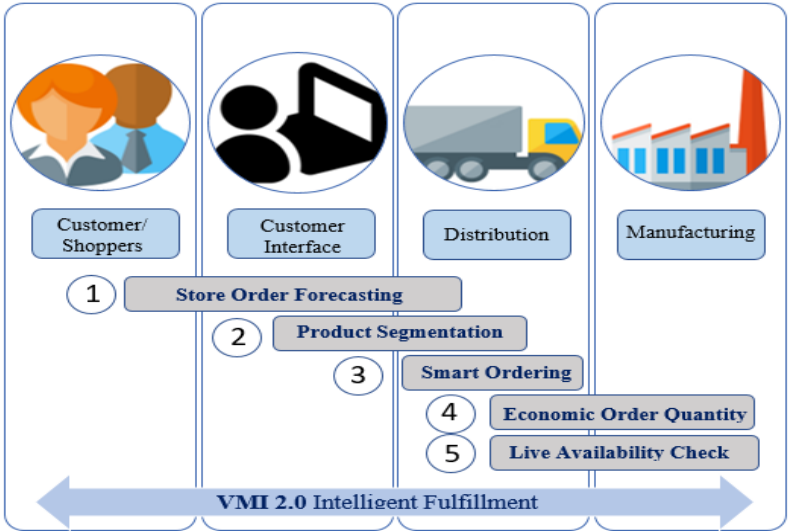 Customer/
Shoppers
Customer
Interface
Distribution
Manufacturing
1 Store Order Forecasting
2 Product Segmentation
3 Smart Ordering
4 Economic Order Quantity
5 Live Availability Check
VMI 2.0 Intelligent Fulfillment